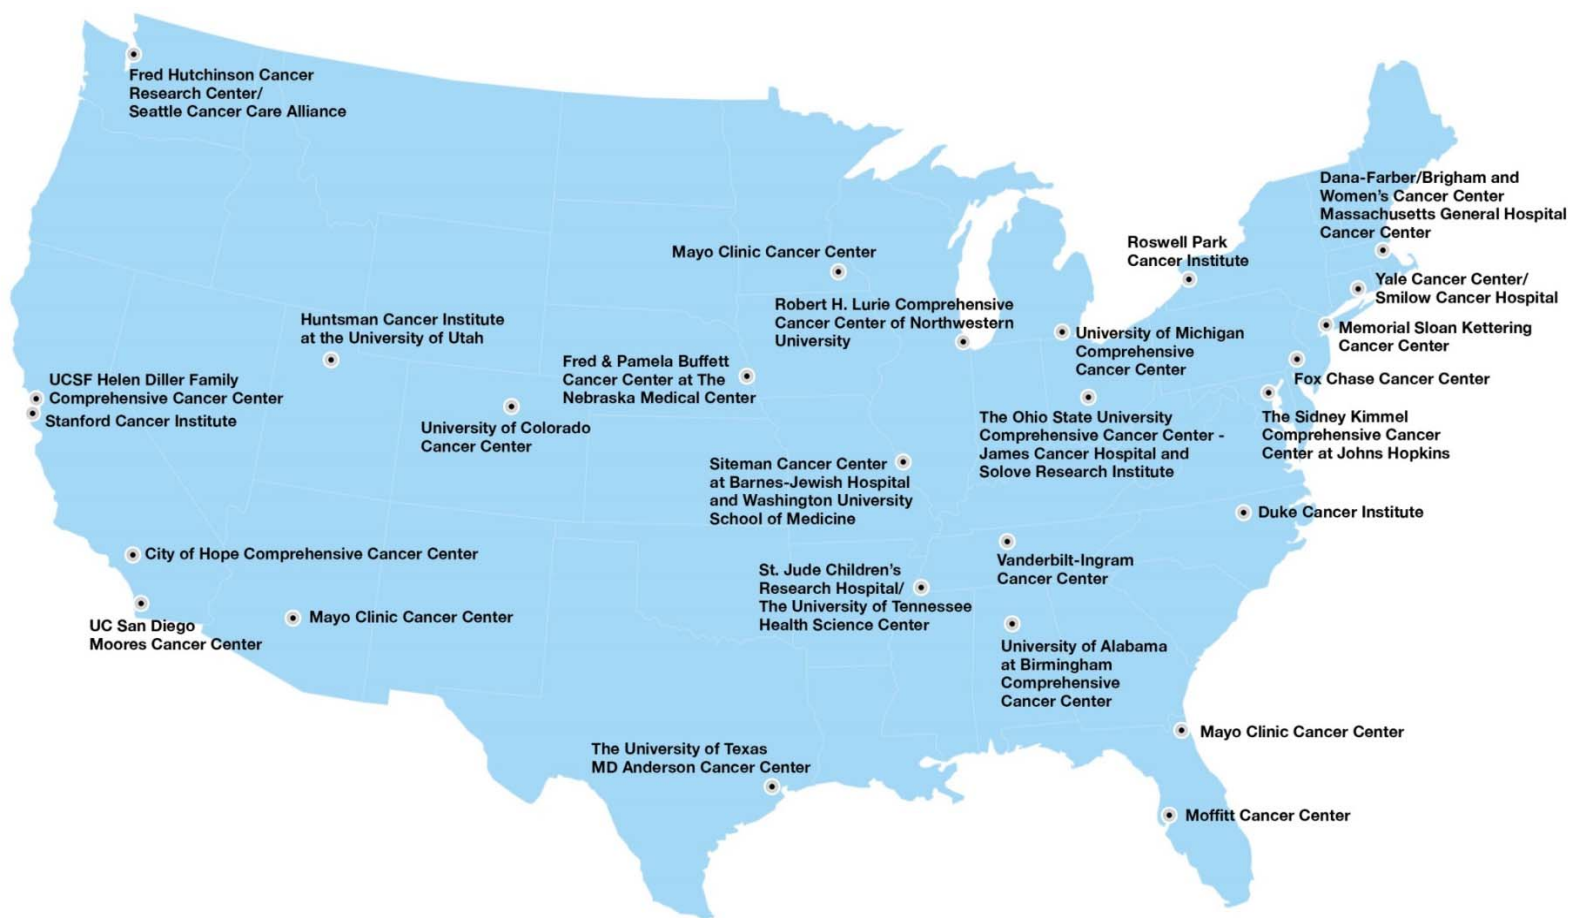 Fred Hutchinson Cancer
Research Center/
Seattle Cancer Care Alliance
Dana-Farber/Brigham and
Women’s Cancer Center
Massachusetts General Hospital
Cancer Center
Roswell Park
Cancer Institute
Mayo Clinic Cancer Center
Yale Cancer Center/
Smilow Cancer Hospital
Robert H. Lurie Comprehensive
Cancer Center of Northwestern
University
Huntsman Cancer Institute
at the University of Utah
University of Michigan
Comprehensive
Cancer Center
Memorial Sloan Kettering
Cancer Center
Fred & Pamela Buffett
Cancer Center at The
Nebraska Medical Center
Fox Chase Cancer Center
UCSF Helen Diller Family
Comprehensive Cancer Center
Stanford Cancer Institute
University of Colorado
Cancer Center
The Ohio State University
Comprehensive Cancer Center -
James Cancer Hospital and
Solove Research Institute
The Sidney Kimmel
Comprehensive Cancer
Center at Johns Hopkins
Siteman Cancer Center
at Barnes-Jewish Hospital
and Washington University
School of Medicine
Duke Cancer Institute
City of Hope Comprehensive Cancer Center
Vanderbilt-Ingram
Cancer Center
St. Jude Children’s
Research Hospital/
The University of Tennessee
Health Science Center
Mayo Clinic Cancer Center
UC San Diego
Moores Cancer Center
University of Alabama
at Birmingham
Comprehensive
Cancer Center
Mayo Clinic Cancer Center
The University of Texas
MD Anderson Cancer Center
Moffitt Cancer Center